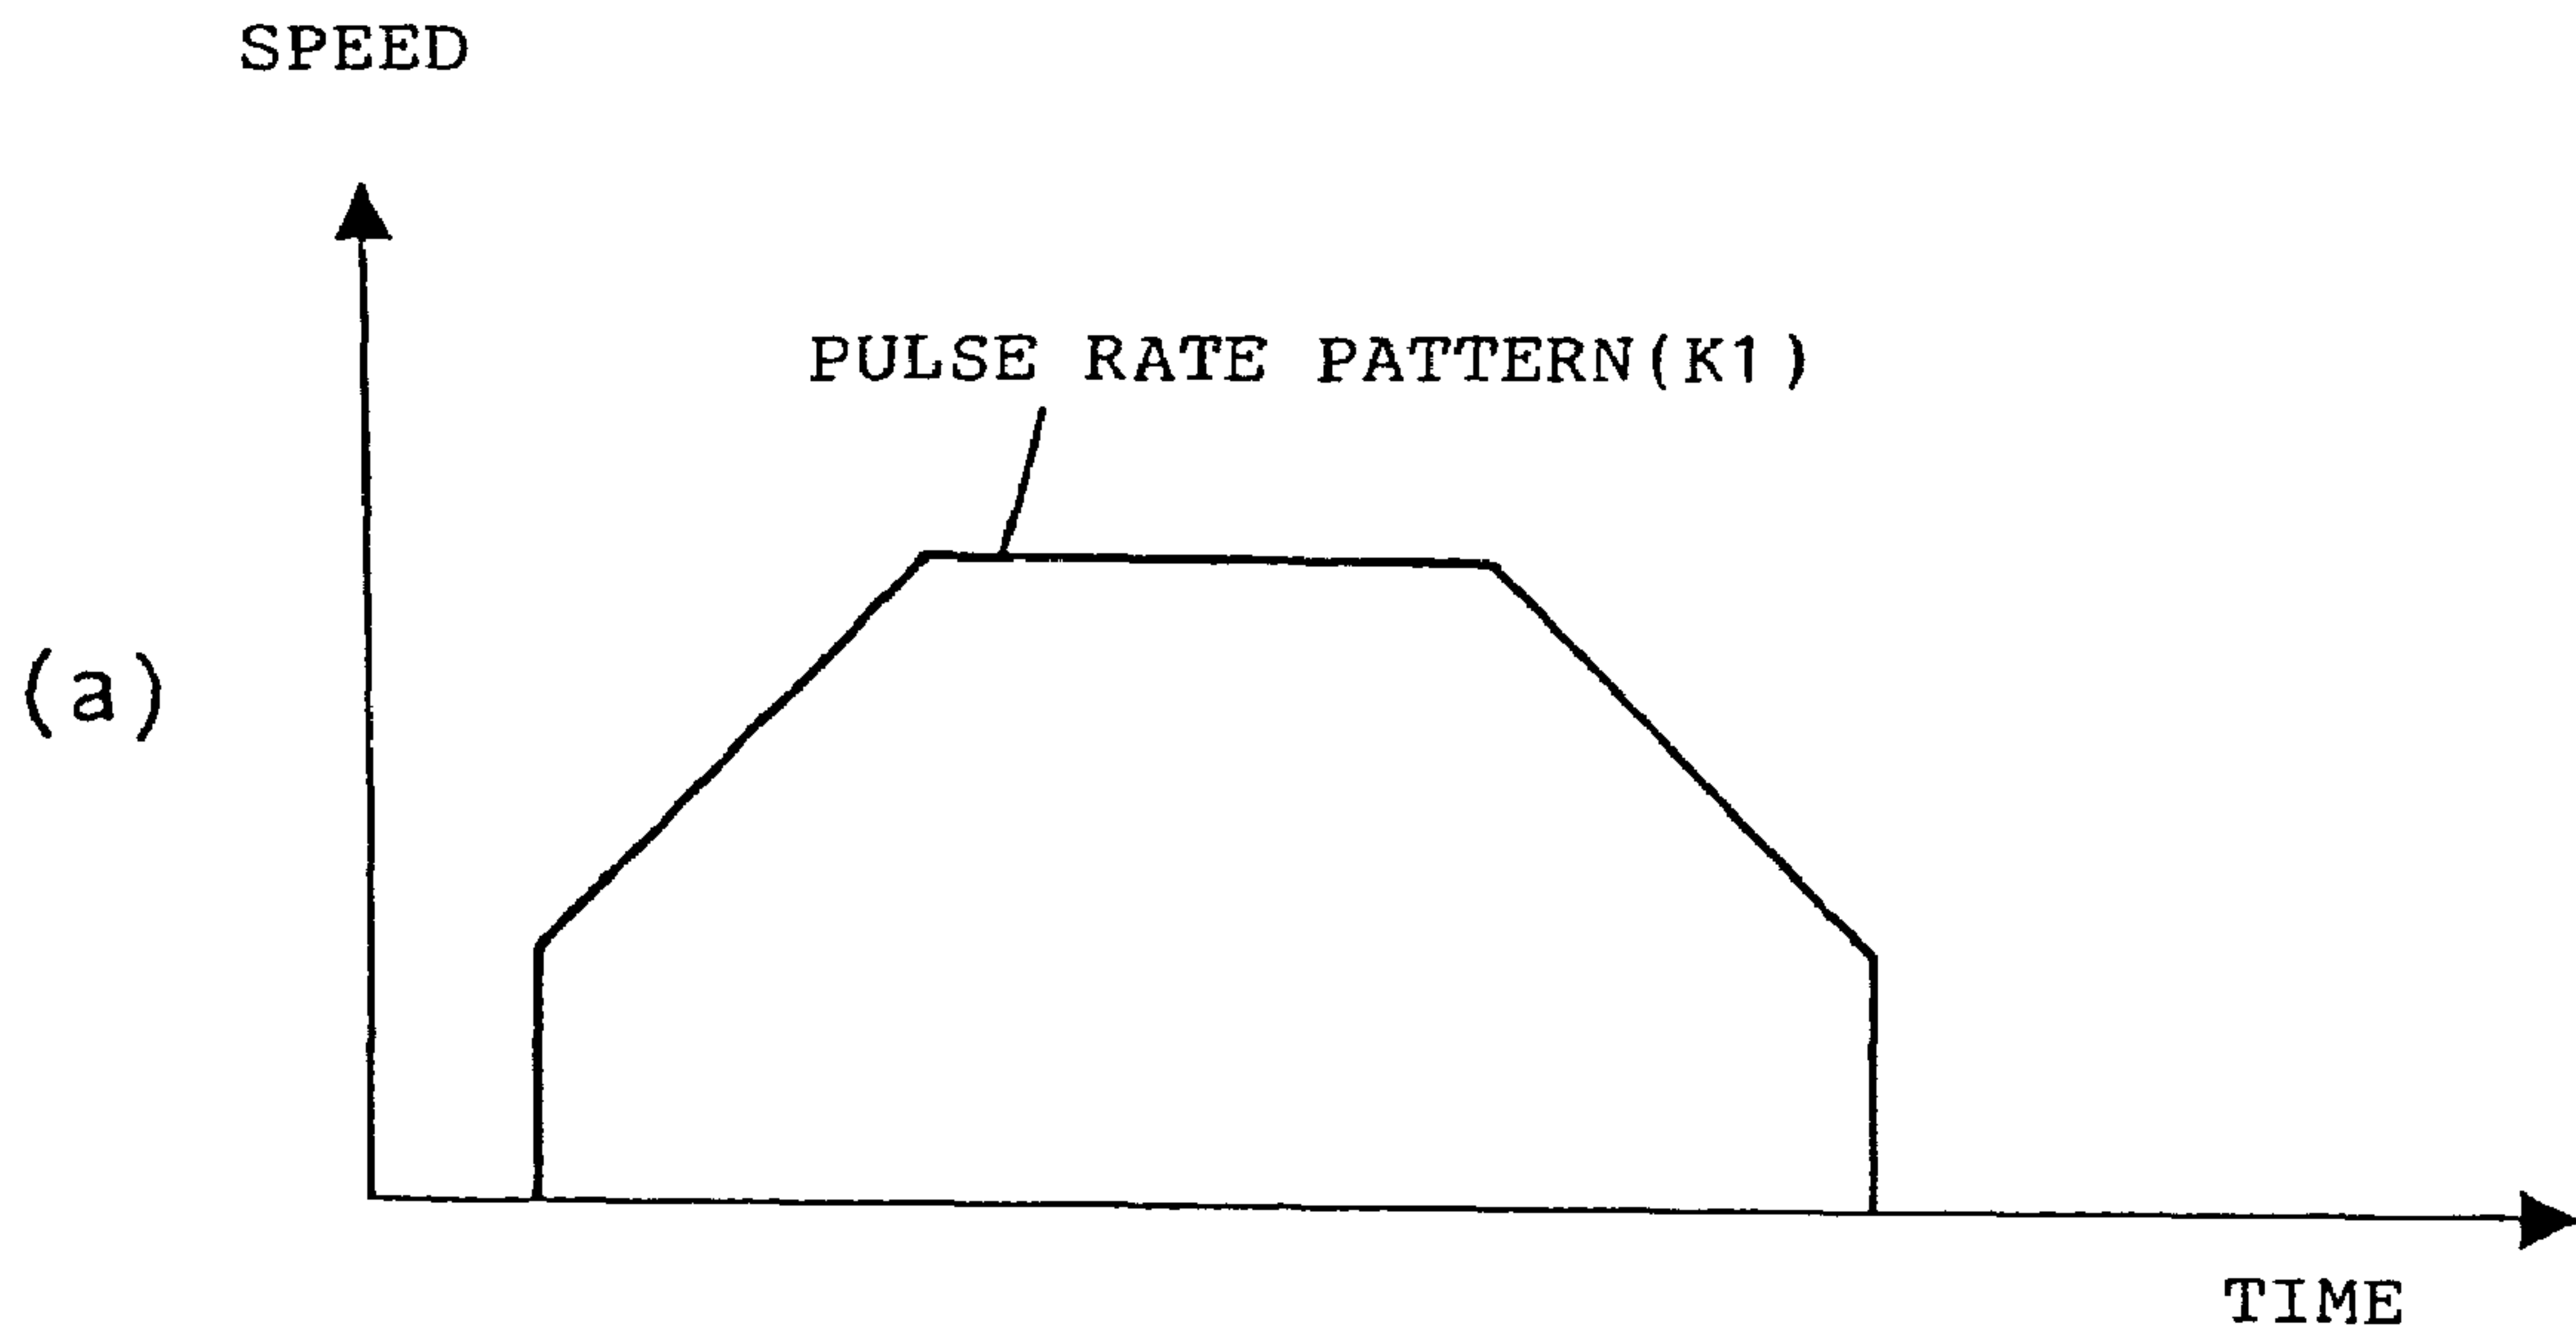 SPEED
PULSE RATE PATTERN(K1)
(a)
TIME